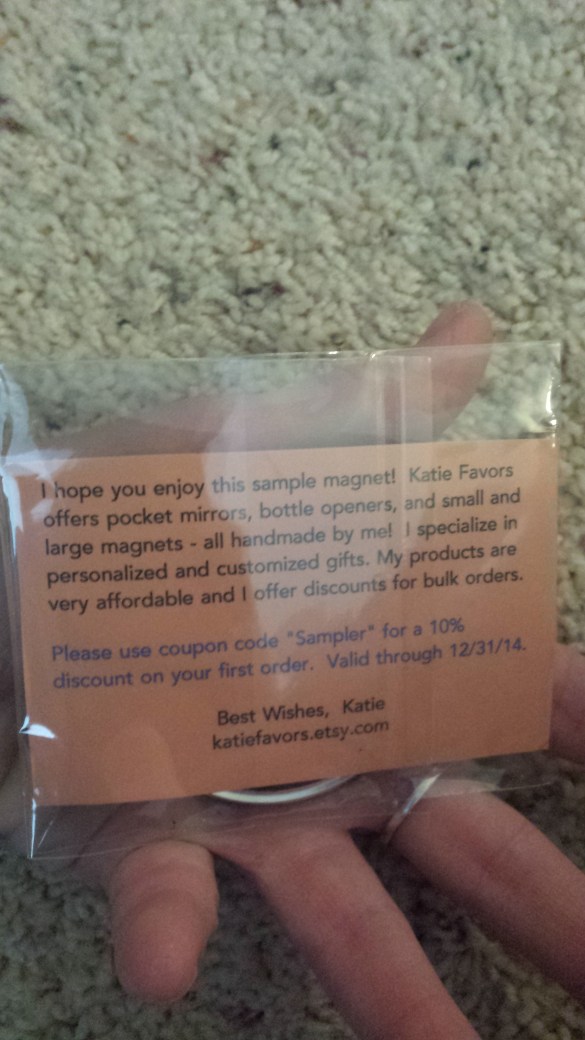 I hope you enjoy this sample magnet! Katie Favors
offers pocket mirrors, bottle openers, and small and
large magnets - all handmade by me! I specialize in
personalized and customized gifts. My products are
very affordable and I offer discounts for bulk orders.
Please use coupon code "Sampler" for a 10%
discount on your first order. Valid through 12/31/14.
Best Wishes, Katie
katiefavors.etsy.com